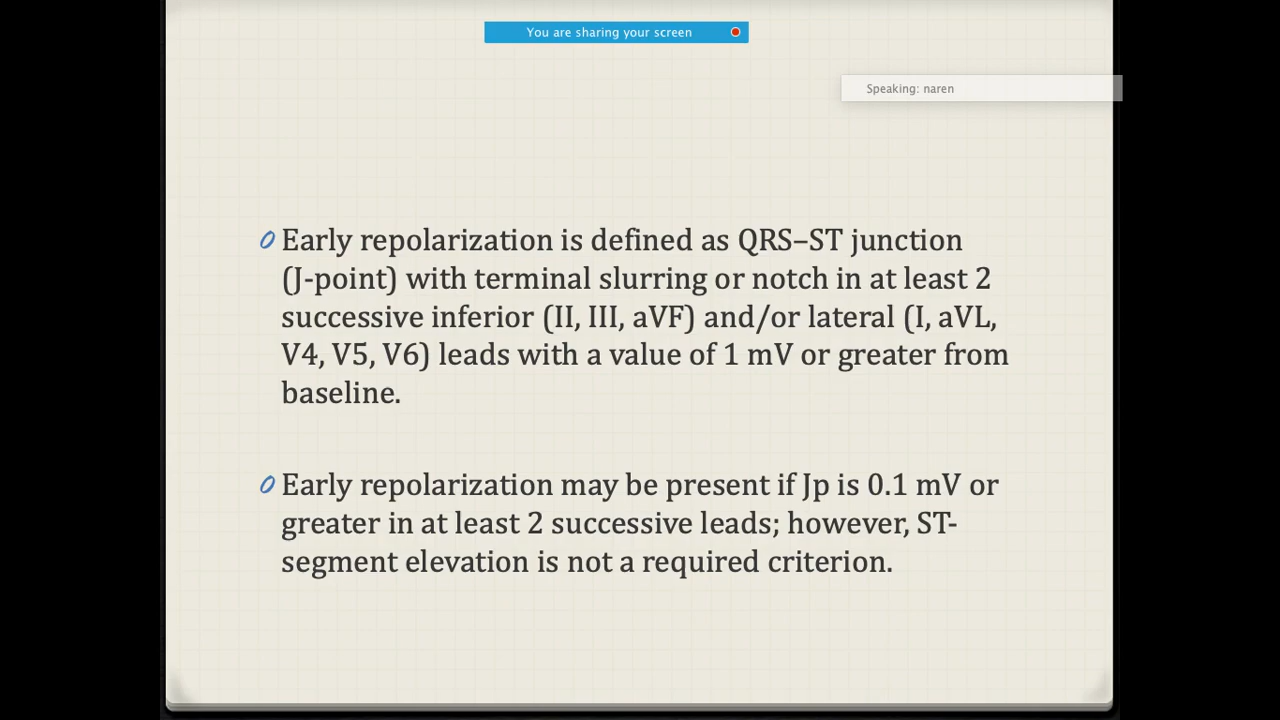 You are sharing your screen
Speaking: naren
Early repolarization is defined as QRS–ST junction
(J-point) with terminal slurring or notch in at least 2
successive inferior (II, III, aVF) and/or lateral (I, aVL,
V4, V5, V6) leads with a value of 1 mV or greater from
baseline.
Early repolarization may be present if Jp is 0.1 mV or
greater in at least 2 successive leads; however, ST-
segment elevation is not a required criterion.